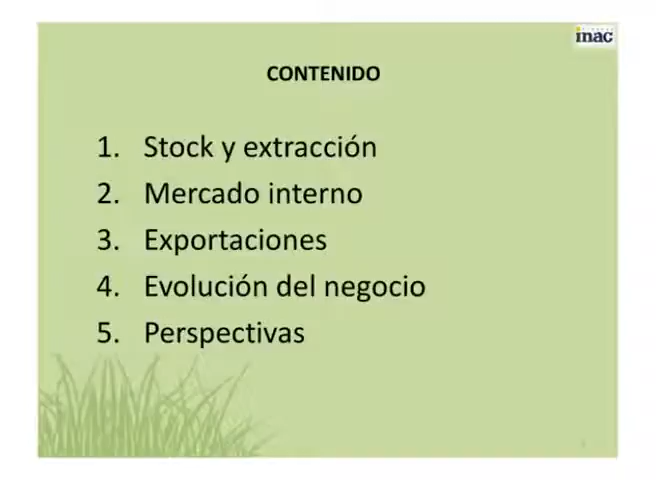 inac
CONTENIDO
1. Stock y extracción
2. Mercado interno
3. Exportaciones
4. Evolución del negocio
5. Perspectivas